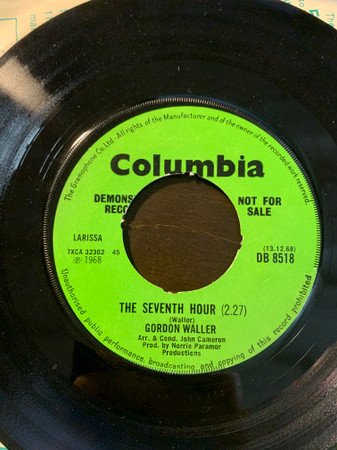 The Gramophone Co. Ltd.-All rights of the Manufacturer and of the owner of the recorded work reserved.
Columbia
DEMONS
RECO
NOT FOR
SALE
LARISSA
7XCA 32302 45
℗ 1968
(13.12.68)
DB 8518
THE SEVENTH HOUR (2.27)
(Waller)
GORDON WALLER
Arr. & Cond. John Cameron
Prod. by Norrie Paramor
Productions
Unauthorised public performance, broadcasting and copying of this record prohibited